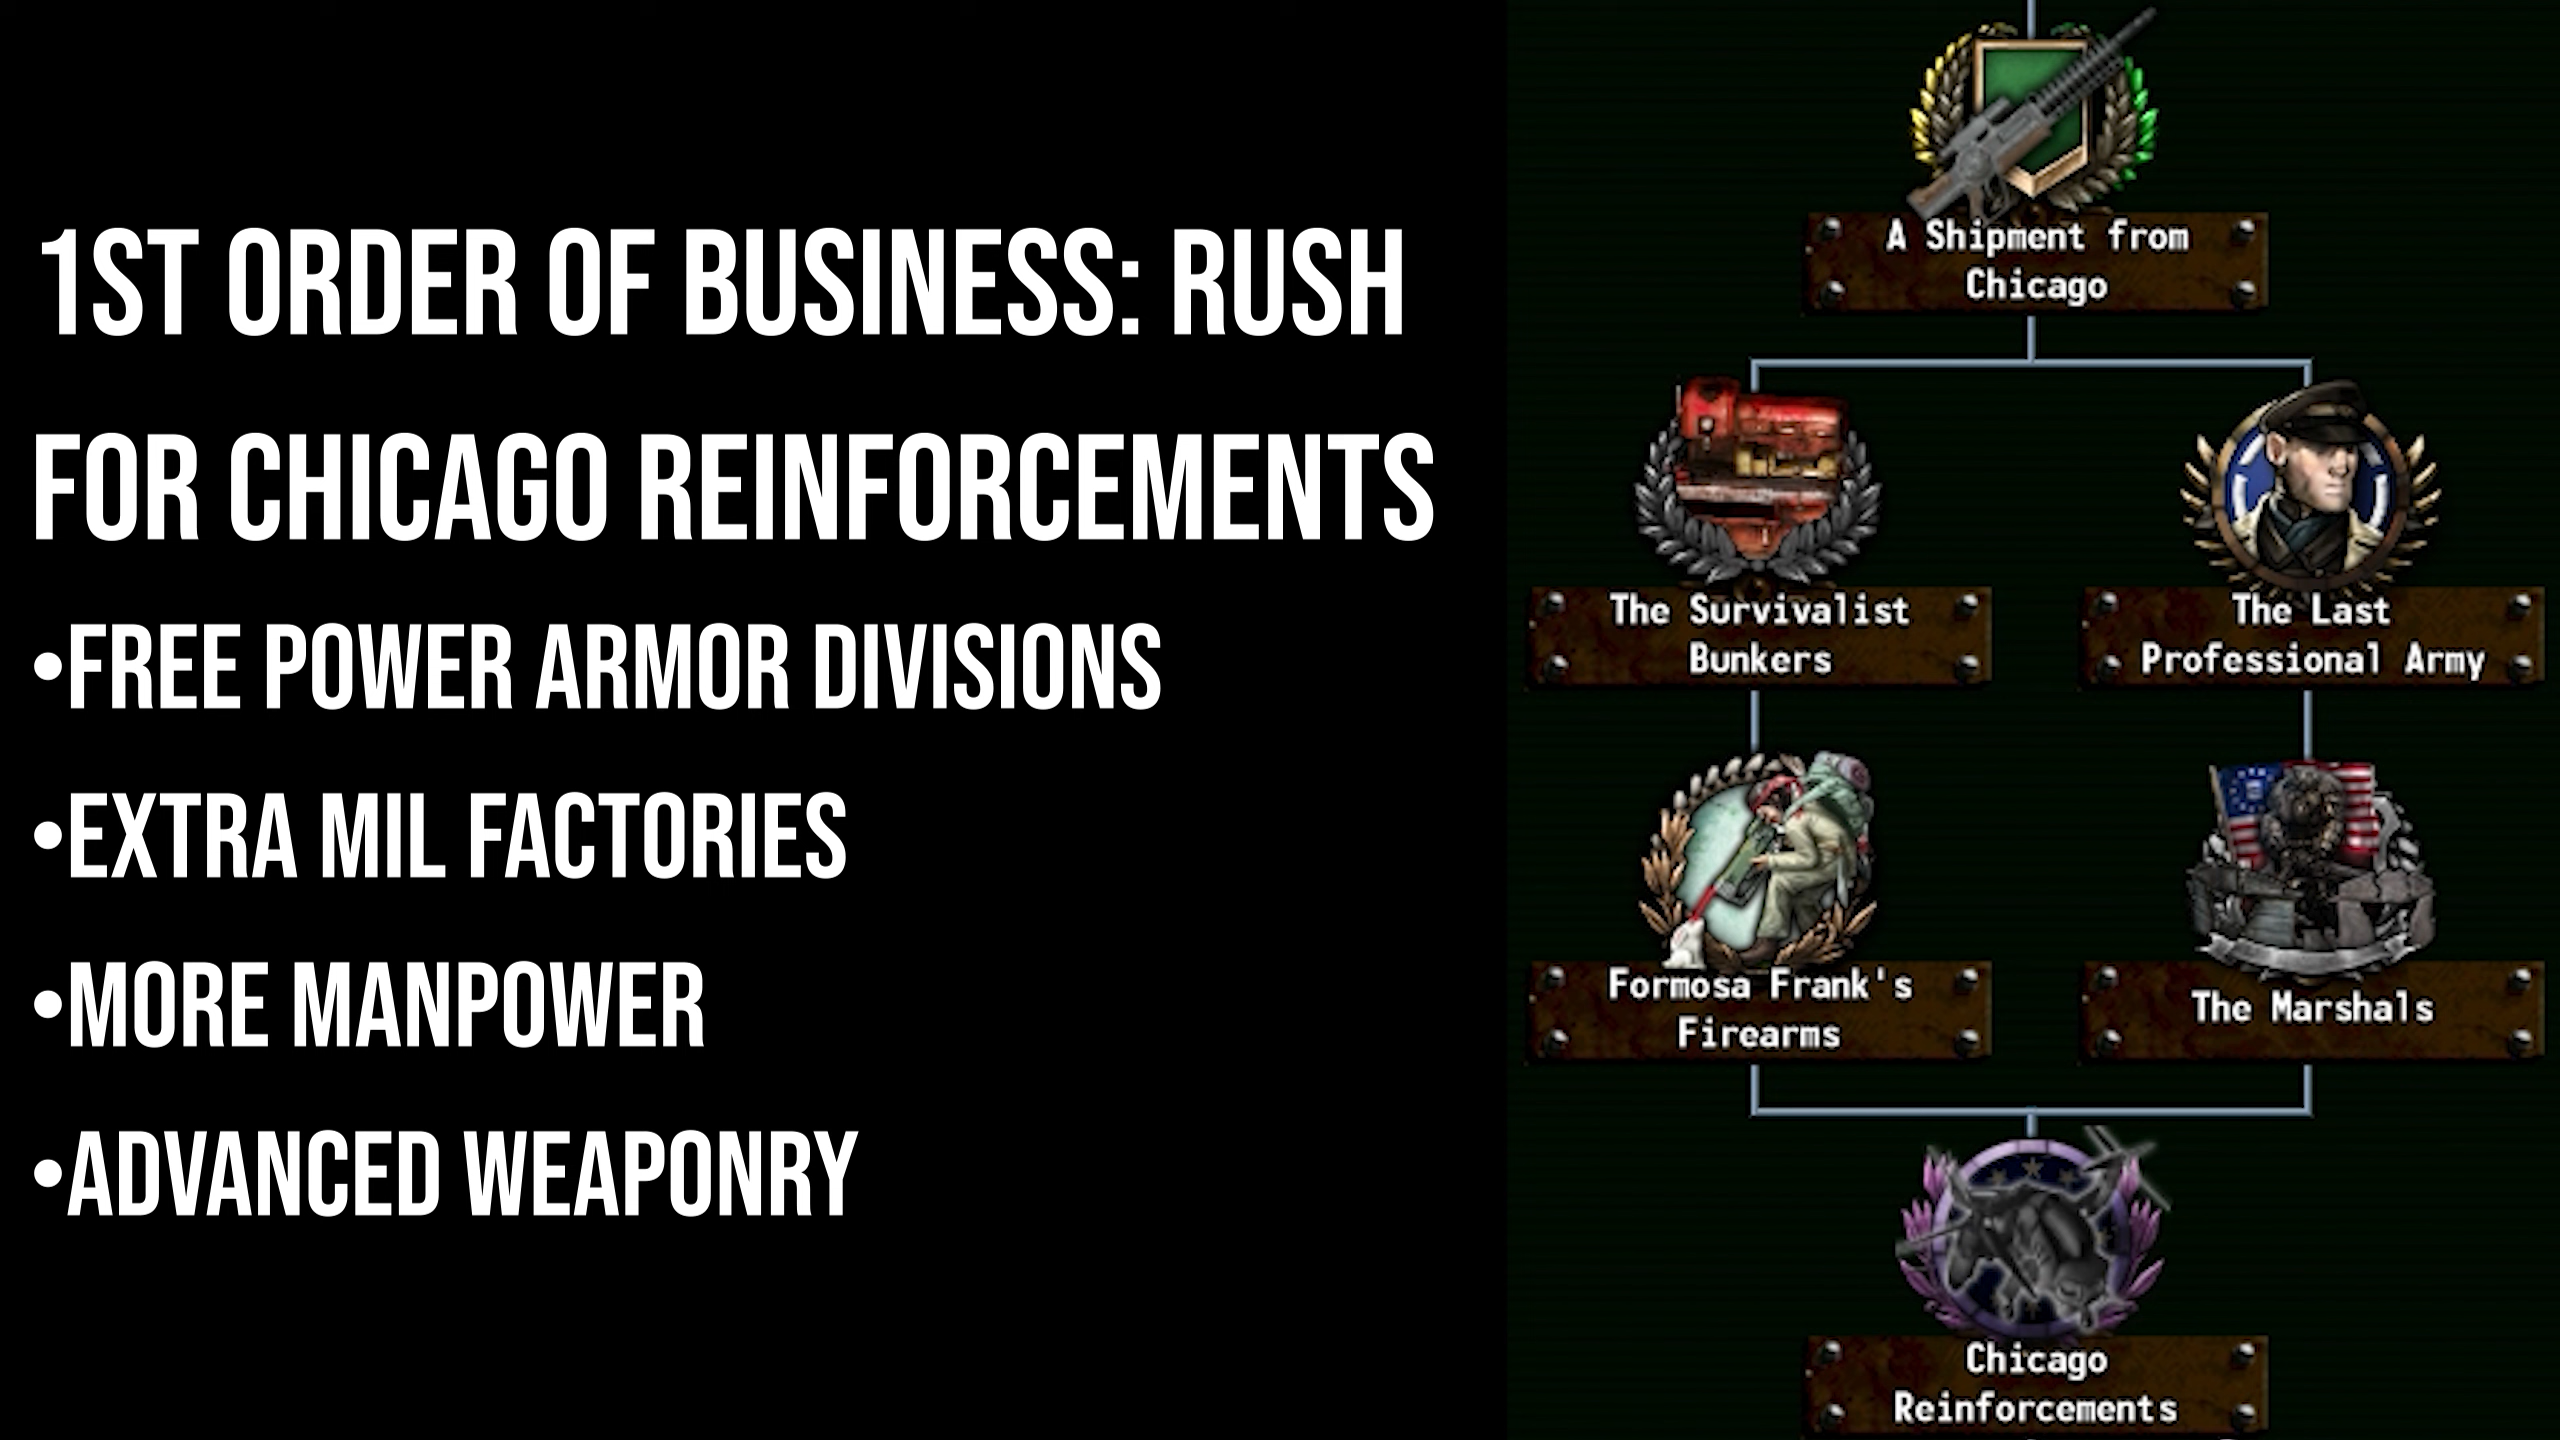 1ST ORDER OF BUSINESS: RUSH
FOR CHICAGO REINFORCEMENTS
•FREE POWER ARMOR DIVISIONS
•EXTRA MIL FACTORIES
•MORE MANPOWER
•ADVANCED WEAPONRY
A Shipment from
Chicago
The Survivalist
Bunkers
The Last
Professional Army
Formosa Frank's
Firearms
The Marshals
Chicago
Reinforcements